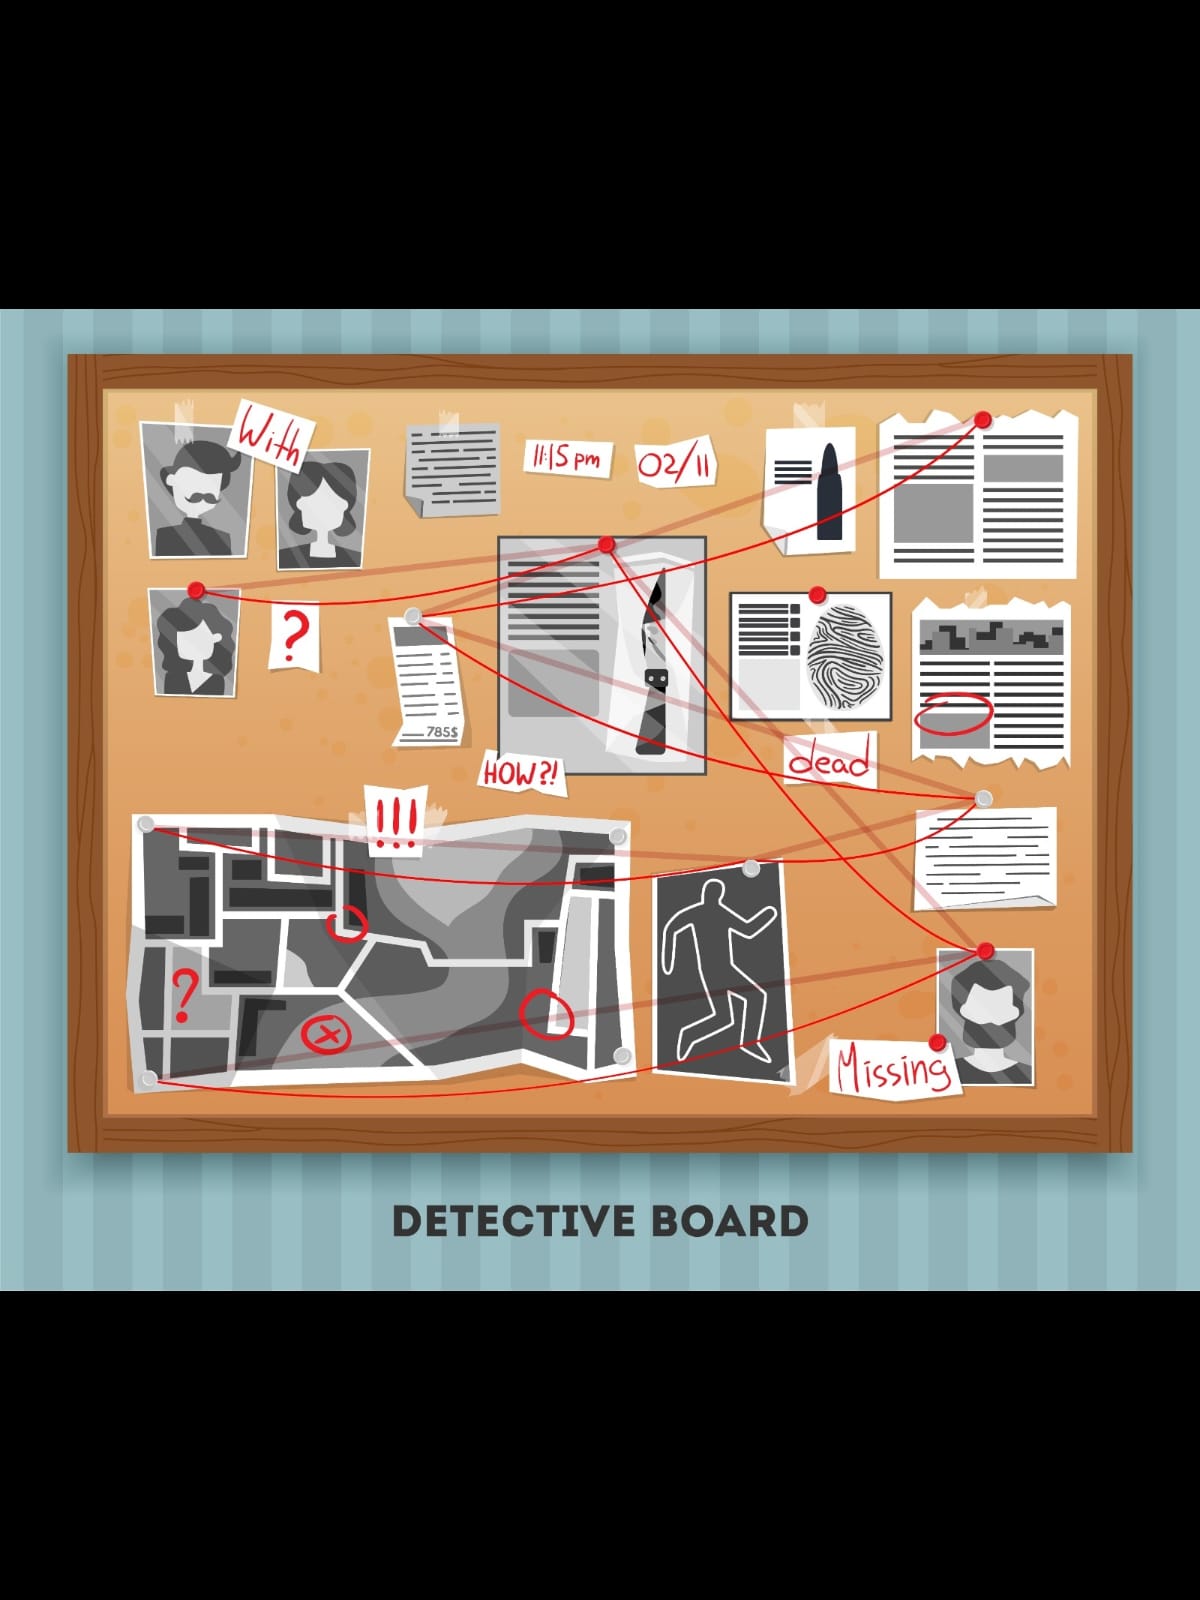 With
11:15 pm
02/11
?
785$
HOW?!
dead
!!!
?
Missing
DETECTIVE BOARD